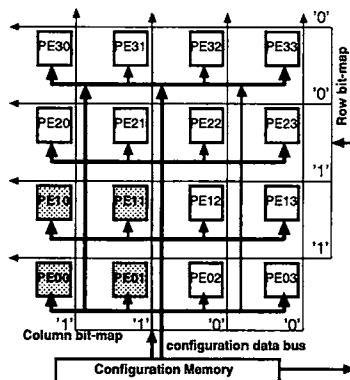 '0'
PE30 PE31 PE32 PE33
'0'
Row bit-map
PE20 PE21 PE22 PE23
'1'
PE10 PE11 PE12 PE13
'1'
PE00 PE01 PE02 PE03
Column bit-map '1' '1' '0' '0'
configuration data bus
Configuration Memory